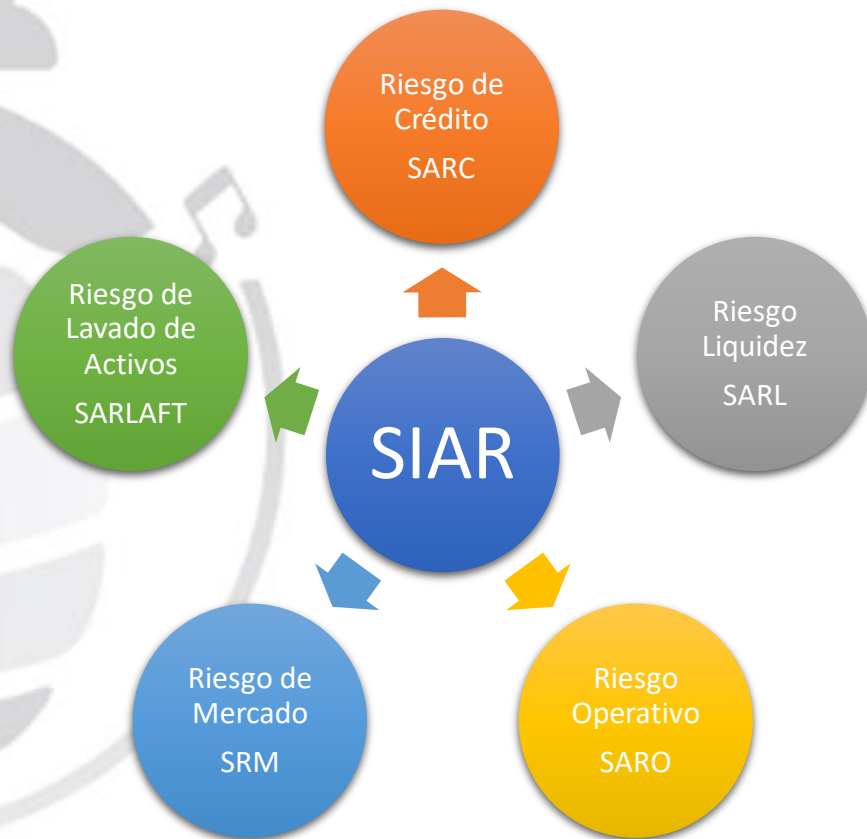 Riesgo de
Crédito
SARC
Riesgo de
Lavado de
Activos
SARLAFT
Riesgo
Liquidez
SARL
SIAR
Riesgo de
Mercado
SRM
Riesgo
Operativo
SARO